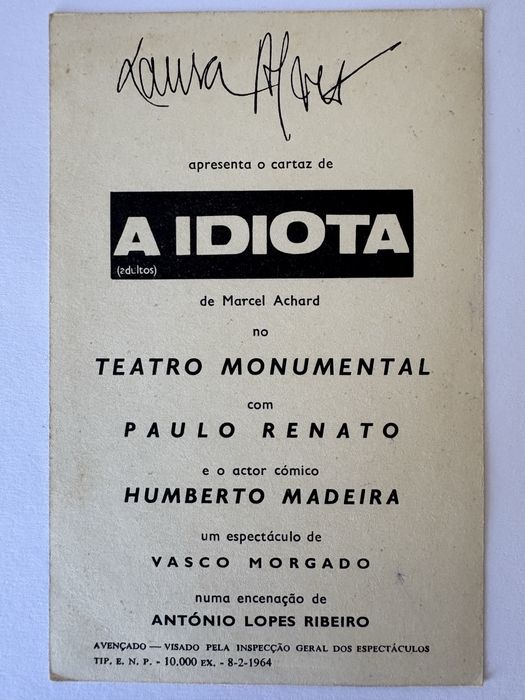 Laura Alves
apresenta o cartaz de
A IDIOTA
(adultos)
de Marcel Achard
no
TEATRO MONUMENTAL
com
PAULO RENATO
e o actor cómico
HUMBERTO MADEIRA
um espectáculo de
VASCO MORGADO
numa encenação de
ANTÓNIO LOPES RIBEIRO
AVENÇADO — VISADO PELA INSPECÇÃO GERAL DOS ESPECTÁCULOS
TIP. E. N. P. - 10.000 EX. - 8-2-1964